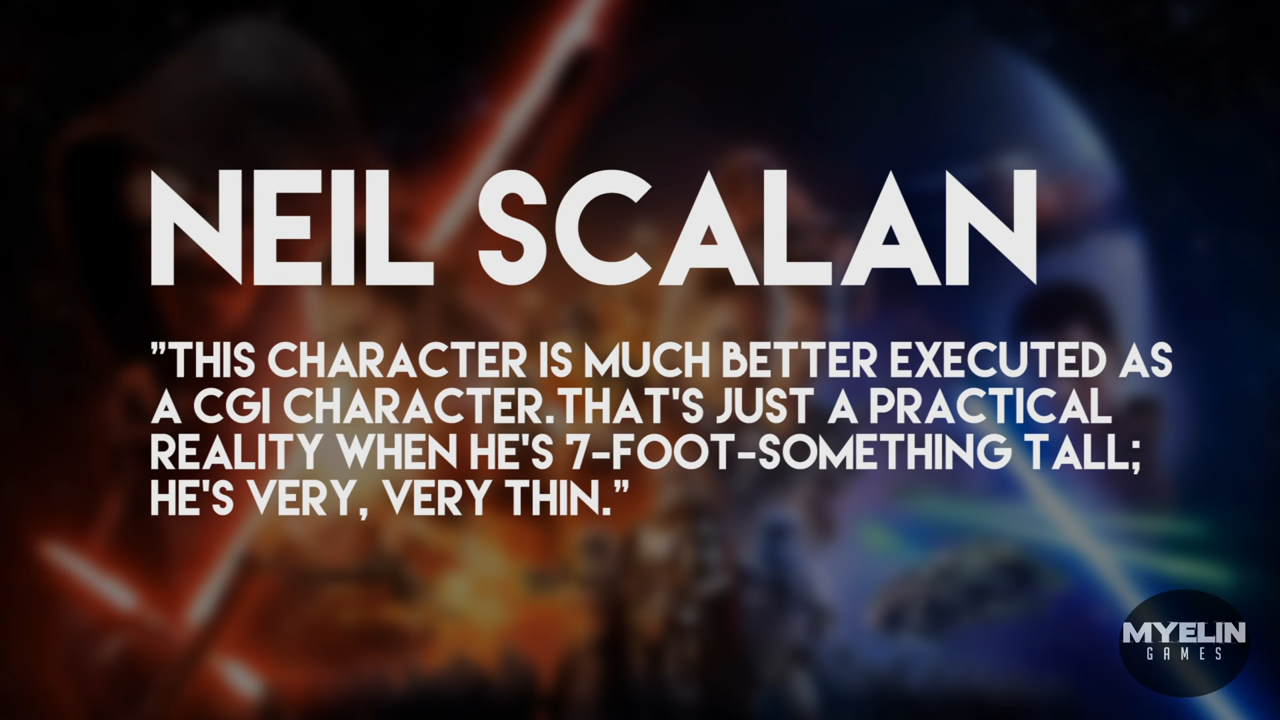 NEIL SCALAN
"THIS CHARACTER IS MUCH BETTER EXECUTED AS
A CGI CHARACTER.THAT'S JUST A PRACTICAL
REALITY WHEN HE'S 7-FOOT-SOMETHING TALL;
HE'S VERY, VERY THIN."
MYELIN
GAMES